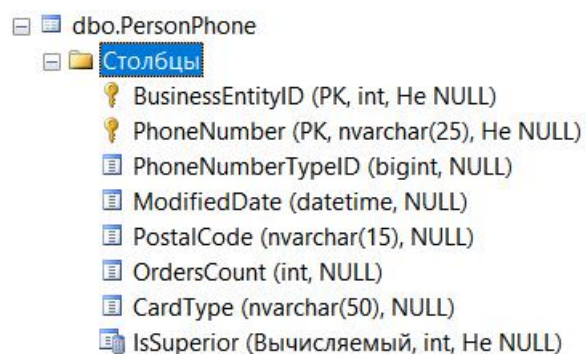 dbo.PersonPhone
Столбцы
BusinessEntityID (PK, int, Не NULL)
PhoneNumber (PK, nvarchar(25), Не NULL)
PhoneNumberTypeID (bigint, NULL)
ModifiedDate (datetime, NULL)
PostalCode (nvarchar(15), NULL)
OrdersCount (int, NULL)
CardType (nvarchar(50), NULL)
IsSuperior (Вычисляемый, int, Не NULL)